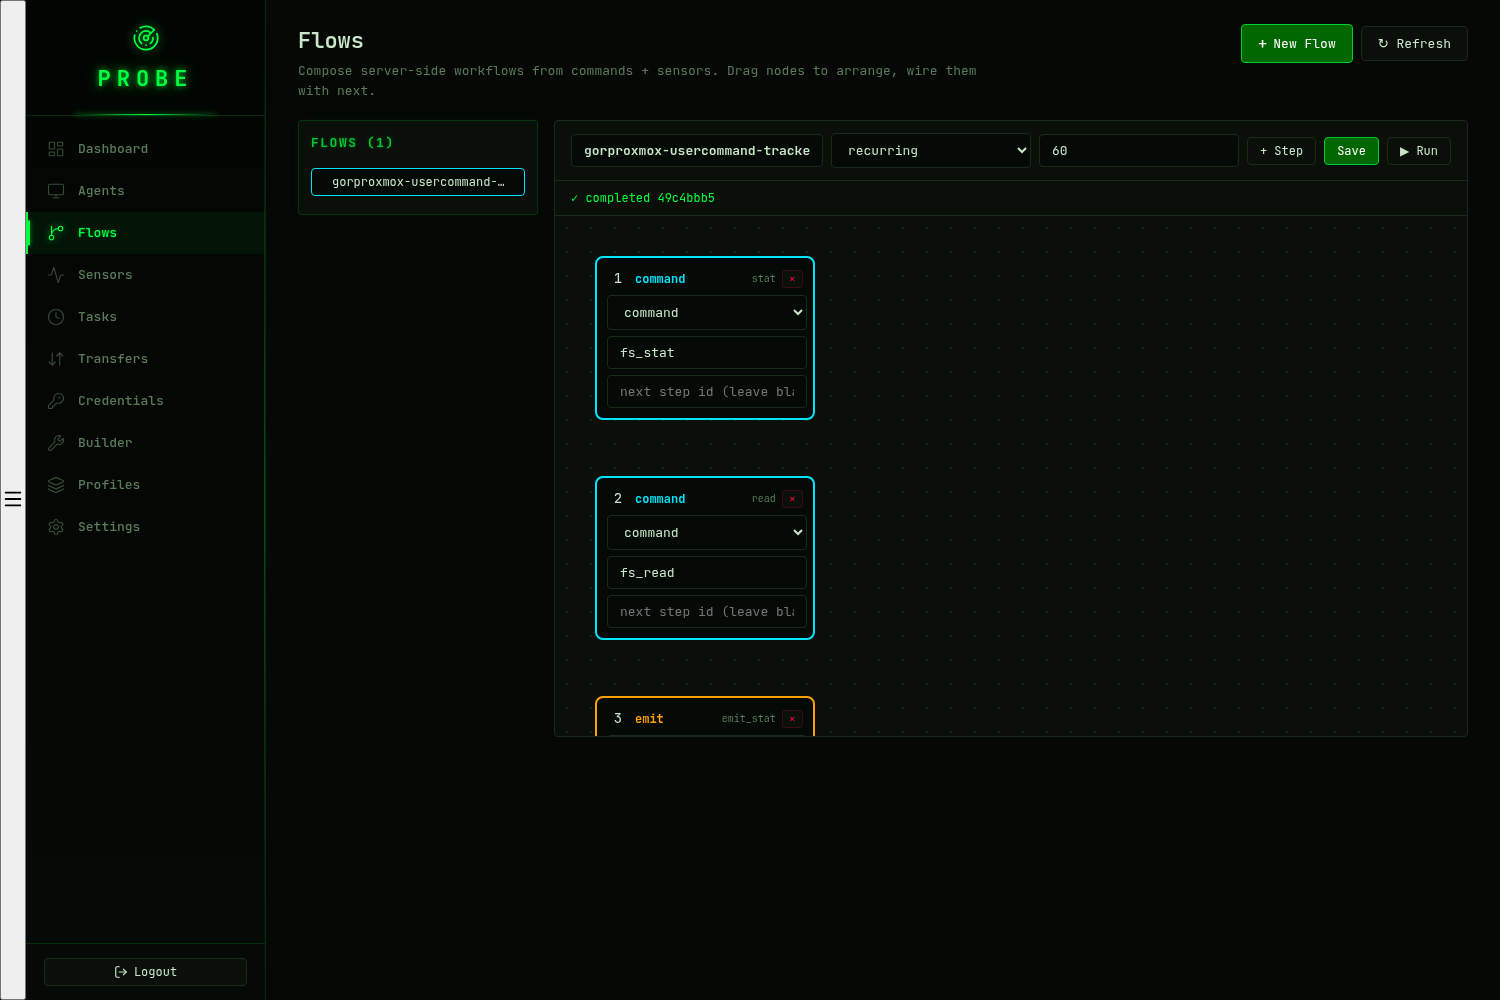 PROBE
Dashboard
Agents
Flows
Sensors
Tasks
Transfers
Credentials
Builder
Profiles
Settings
Logout
Flows
Compose server-side workflows from commands + sensors. Drag nodes to arrange, wire them
with next.
+ New Flow
↻ Refresh
FLOWS (1)
gorproxmox-usercommand-…
gorproxmox-usercommand-tracke
recurring
60
+ Step
Save
▶ Run
✓ completed 49c4bbb5
1 command stat ×
command
fs_stat
next step id (leave bla
2 command read ×
command
fs_read
next step id (leave bla
3 emit emit_stat ×